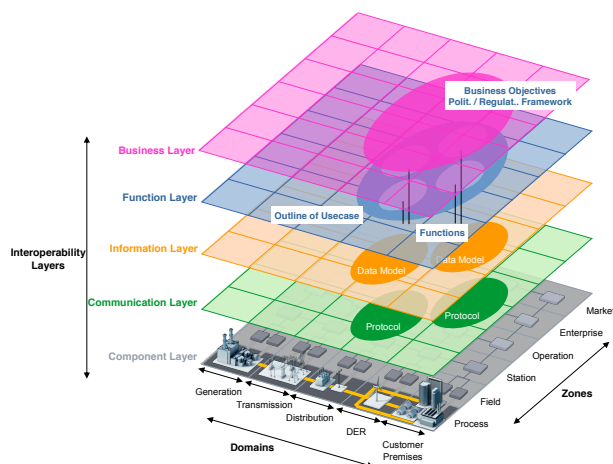 Business Objectives
Polit. / Regulat.. Framework
Business Layer
Function Layer
Outline of Usecase
Functions
Interoperability
Layers
Information Layer
Data Model
Data Model
Communication Layer
Protocol
Protocol
Component Layer
Market
Enterprise
Operation
Station
Field
Process
Zones
Generation
Transmission
Distribution
DER
Customer
Premises
Domains